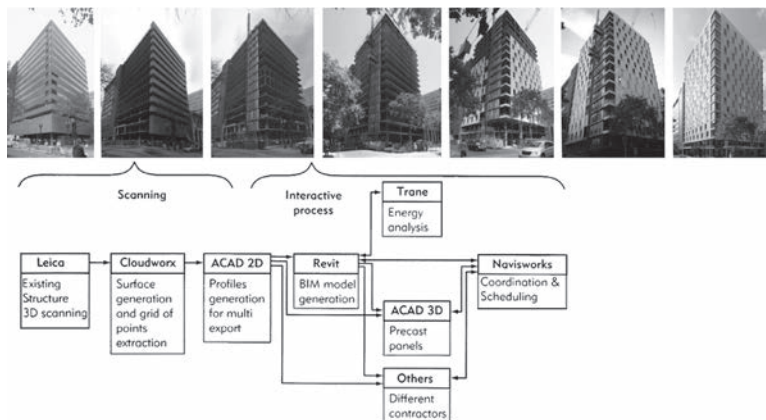 Scanning
Interactive
process
Trane
Energy
analysis
Leica
Existing
Structure
3D scanning
Cloudworx
Surface
generation
and grid of
points
extraction
ACAD 2D
Profiles
generation
for multi
export
Revit
BIM model
generation
Navisworks
Coordination &
Scheduling
ACAD 3D
Precast
panels
Others
Different
contractors